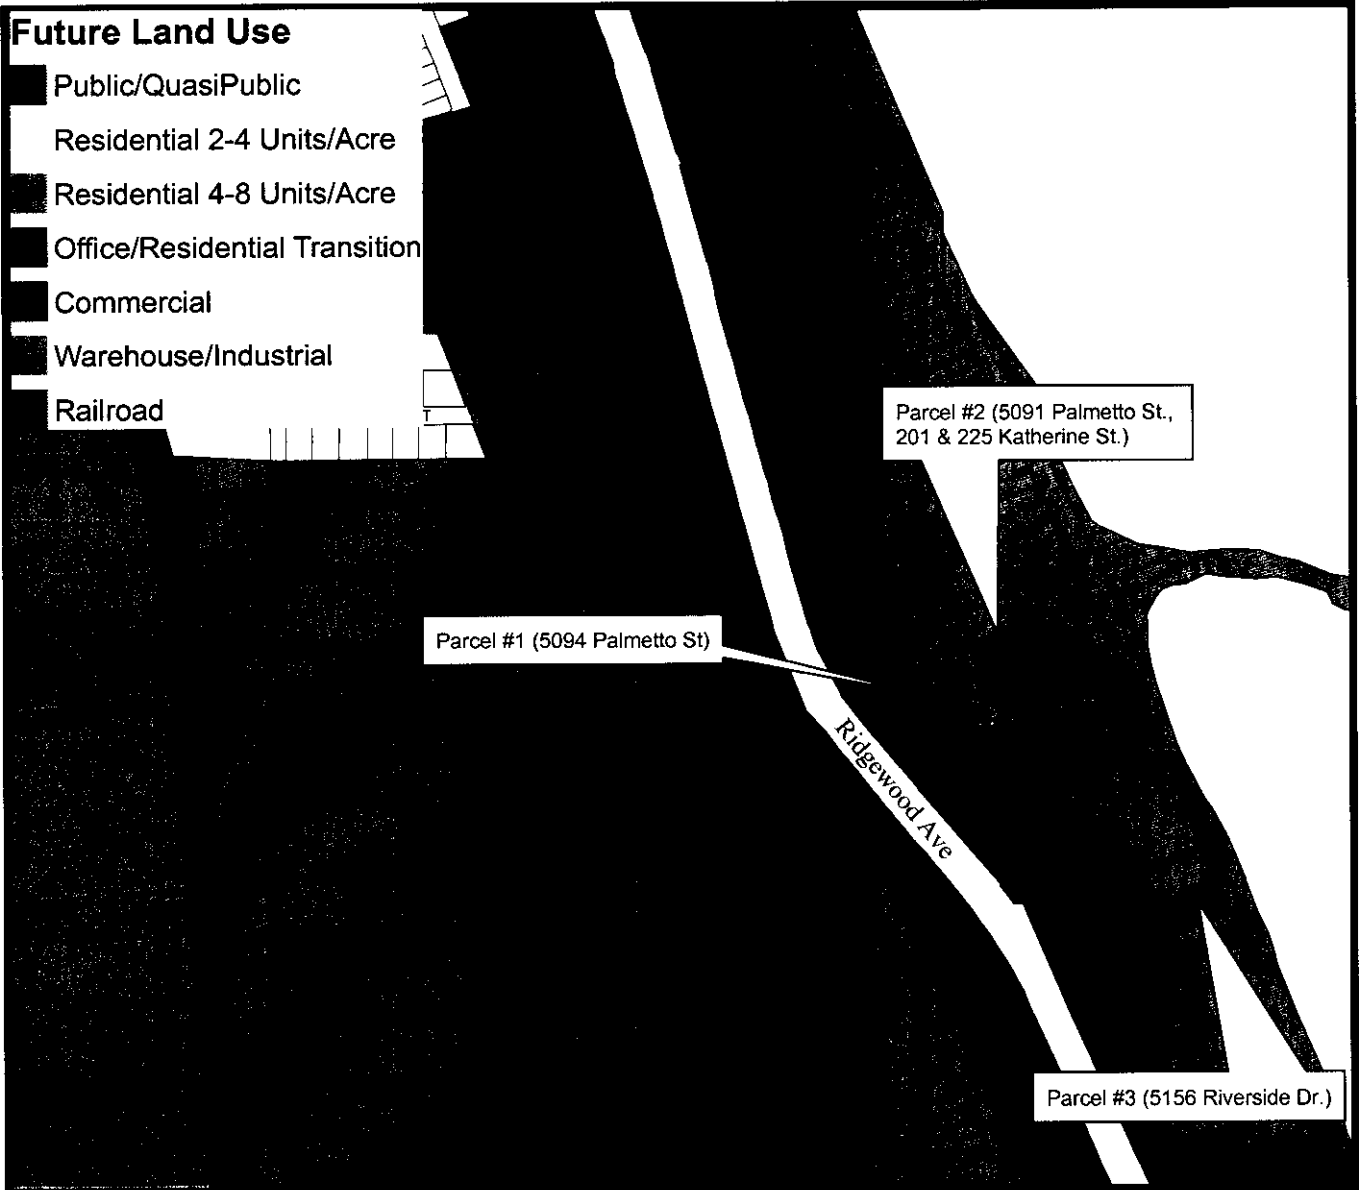 Future Land Use
Public/QuasiPublic
Residential 2-4 Units/Acre
Residential 4-8 Units/Acre
Office/Residential Transition
Commercial
Warehouse/Industrial
Railroad
T
Parcel #2 (5091 Palmetto St.,
201 & 225 Katherine St.)
Parcel #1 (5094 Palmetto St)
Ridgewood Ave
Parcel #3 (5156 Riverside Dr.)